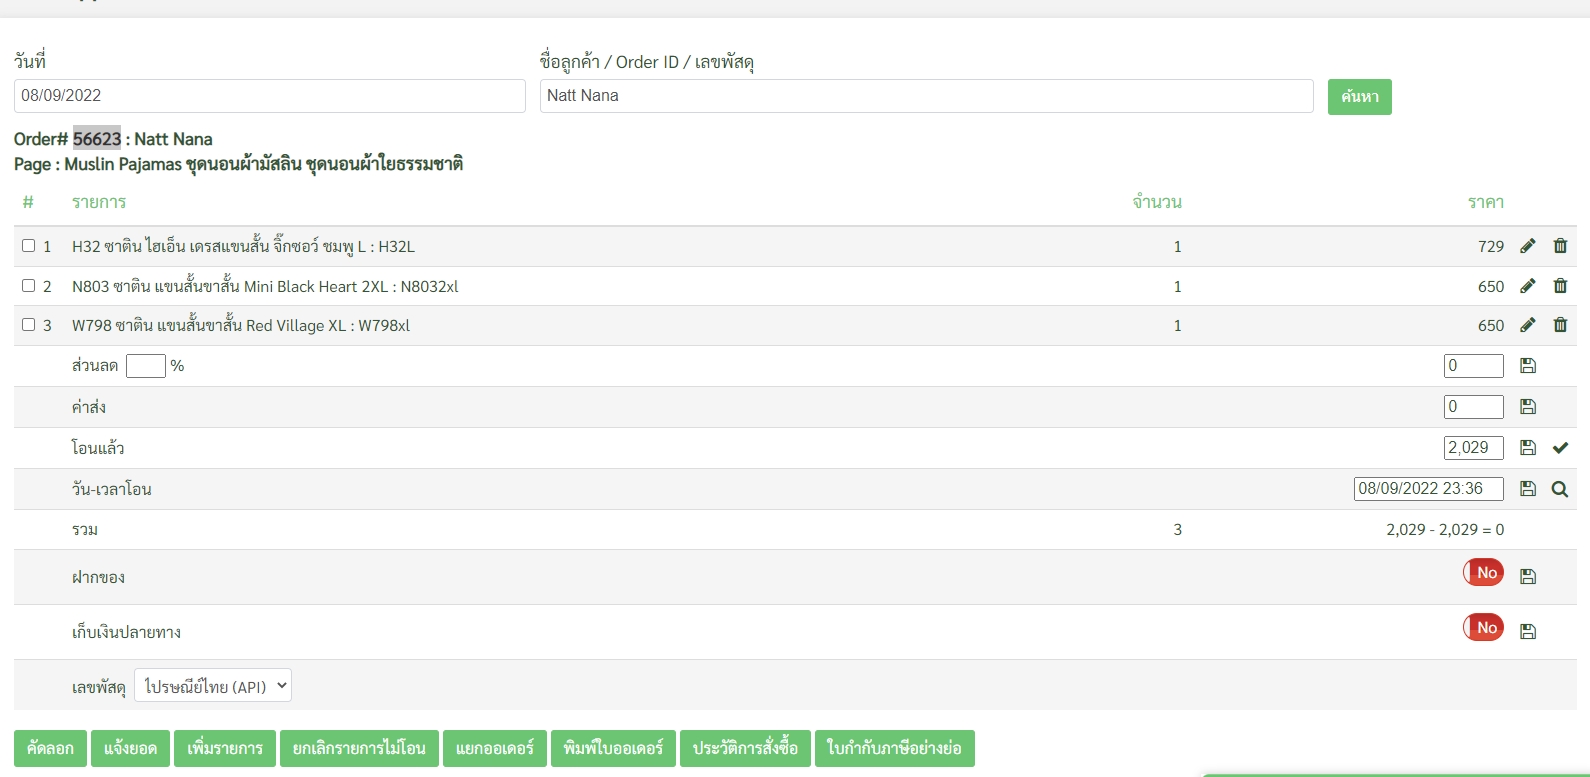 วันที่
ชื่อลูกค้า / Order ID / เลขพัสดุ
08/09/2022
Natt Nana
ค้นหา
Order# 56623 : Natt Nana
Page : Muslin Pajamas ชุดนอนผ้ามัสลิน ชุดนอนผ้าใยธรรมชาติ
# รายการ จำนวน ราคา
1 H32 ซาติน ไฮเอ็น เดรสแขนสั้น จิ๊กซอว์ ชมพู L : H32L 1 729
2 N803 ซาติน แขนสั้นขาสั้น Mini Black Heart 2XL : N8032xl 1 650
3 W798 ซาติน แขนสั้นขาสั้น Red Village XL : W798xl 1 650
ส่วนลด % 0
ค่าส่ง 0
โอนแล้ว 2,029
วัน-เวลาโอน 08/09/2022 23:36
รวม 3 2,029 - 2,029 = 0
ฝากของ No
เก็บเงินปลายทาง No
เลขพัสดุ ไปรษณีย์ไทย (API)
คัดลอก แจ้งยอด เพิ่มรายการ ยกเลิกรายการไม่โอน แยกออเดอร์ พิมพ์ใบออเดอร์ ประวัติการสั่งซื้อ ใบกำกับภาษีอย่างย่อ